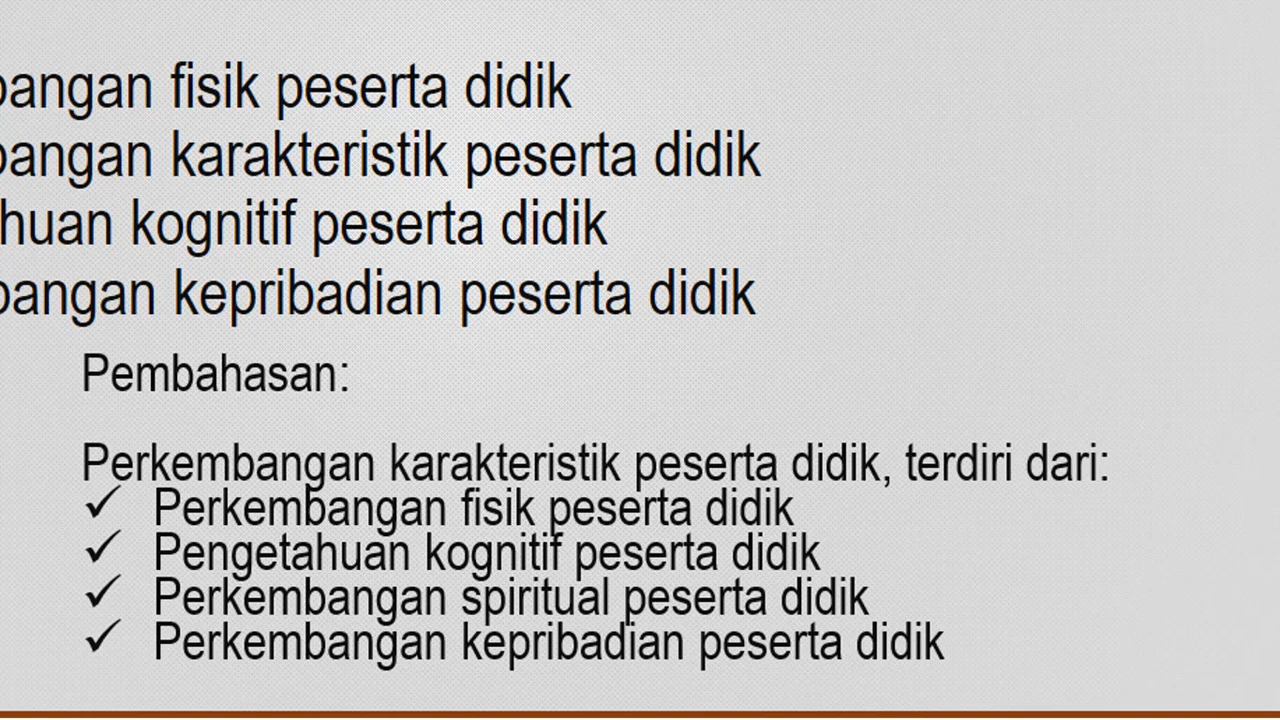 bangan fisik peserta didik
bangan karakteristik peserta didik
huan kognitif peserta didik
bangan kepribadian peserta didik
Pembahasan:
Perkembangan karakteristik peserta didik, terdiri dari:
✓ Perkembangan fisik peserta didik
✓ Pengetahuan kognitif peserta didik
✓ Perkembangan spiritual peserta didik
✓ Perkembangan kepribadian peserta didik